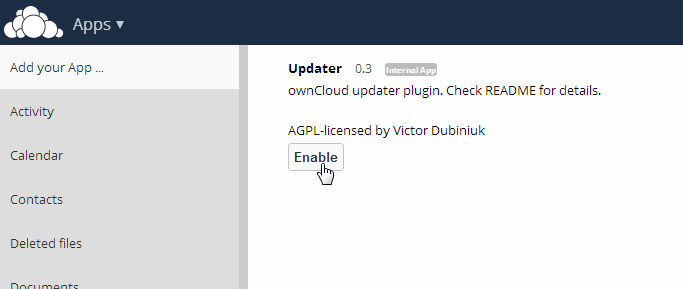 Apps ▾
Add your App ...
Activity
Calendar
Contacts
Deleted files
Documents
Updater 0.3 Internal App
ownCloud updater plugin. Check README for details.
AGPL-licensed by Victor Dubiniuk
Enable